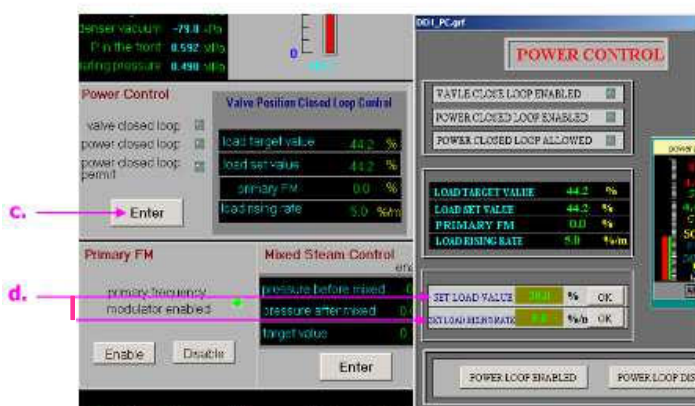 denser vacuum -79.0
P in the front 0.592
ating pressure 0.490
0
Power Control
valve closed loop
power closed loop
power closed loop permit
Enter
Valve Position Closed Loop Control
load target value 44.2 %
load set value 44.2 %
primary FM 0.0 %
load rising rate 5.0 %/m
c.
Primary FM
primary frequency
modulator enabled
Enable Disable
Mixed Steam Control
pressure before mixed
pressure after mixed
target value
Enter
d.
DCH_PC.grf
POWER CONTROL
VAVLE CLOSE LOOP ENABLED
POWER CLOSED LOOP ENABLED
POWER CLOSED LOOP ALLOWED
power
LOAD TARGET VALUE 44.2 %
LOAD SET VALUE 44.2 %
PRIMARY FM 0.0 %
LOAD RISING RATE 5.0 %/m
SET LOAD VALUE % OK
%/m OK
POWER LOOP ENABLED
POWER LOOP DIS